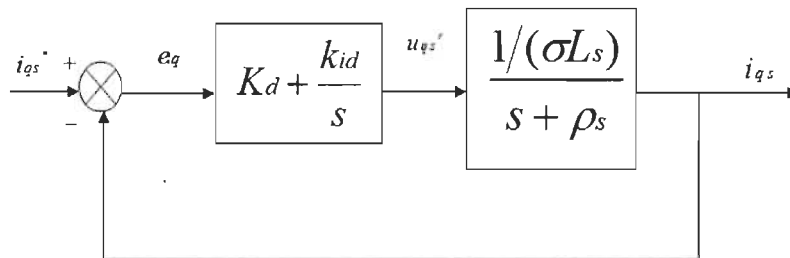 i_qs* + e_q K_d + k_id/s u_qs' 1/(σL_s) / s + ρ_s i_qs
−